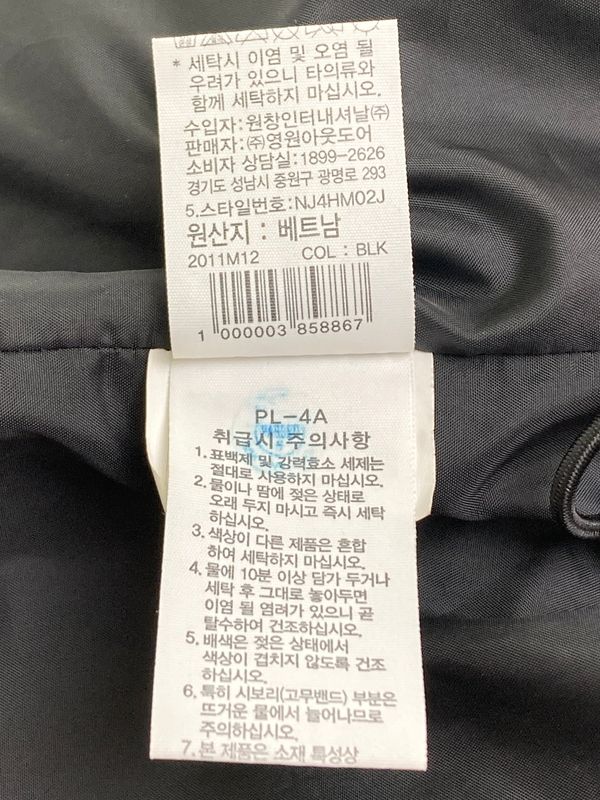 * 세탁시 이염 및 오염 될
우려가 있으니 타의류와
함께 세탁하지 마십시오.
수입자:원창인터내셔날㈜
판매자:㈜영원아웃도어
소비자 상담실:1899-2626
경기도 성남시 중원구 광명로 293
5.스타일번호:NJ4HM02J
원산지 : 베트남
2011M12 COL : BLK
1 000003 858867
PL-4A
취급시 주의사항
1. 표백제 및 강력효소 세제는
절대로 사용하지 마십시오.
2. 물이나 땀에 젖은 상태로
오래 두지 마시고 즉시 세탁
하십시오.
3. 색상이 다른 제품은 혼합
하여 세탁하지 마십시오.
4. 물에 10분 이상 담가 두거나
세탁 후 그대로 놓아두면
이염 될 염려가 있으니 곧
탈수하여 건조하십시오.
5. 배색은 젖은 상태에서
색상이 겹치지 않도록 건조
하십시오.
6. 특히 시보리(고무밴드) 부분은
뜨거운 물에서 늘어나므로
주의하십시오.
7. 본 제품은 소재 특성상